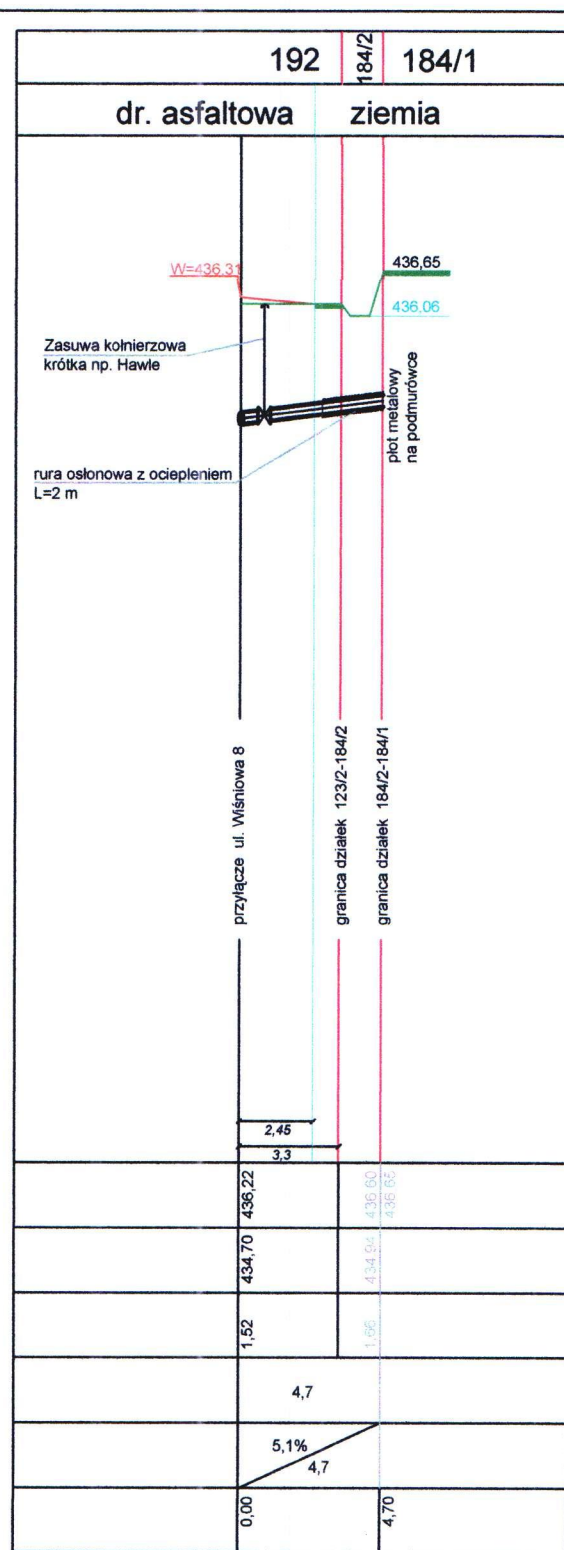 192 184/2 184/1
dr. asfaltowa ziemia
W=436,31
436,65
436,06
Zasuwa kołnierzowa
krótka np. Hawle
płot metalowy
na podmurówce
rura osłonowa z ociepleniem
L=2 m
przyłącze ul. Wiśniowa 8
granica działek 123/2-184/2
granica działek 184/2-184/1
2,45
3,3
436,22 436,60
436,65
434,70 434,94
1,52 1,66
4,7
5,1%
4,7
0,00 4,70